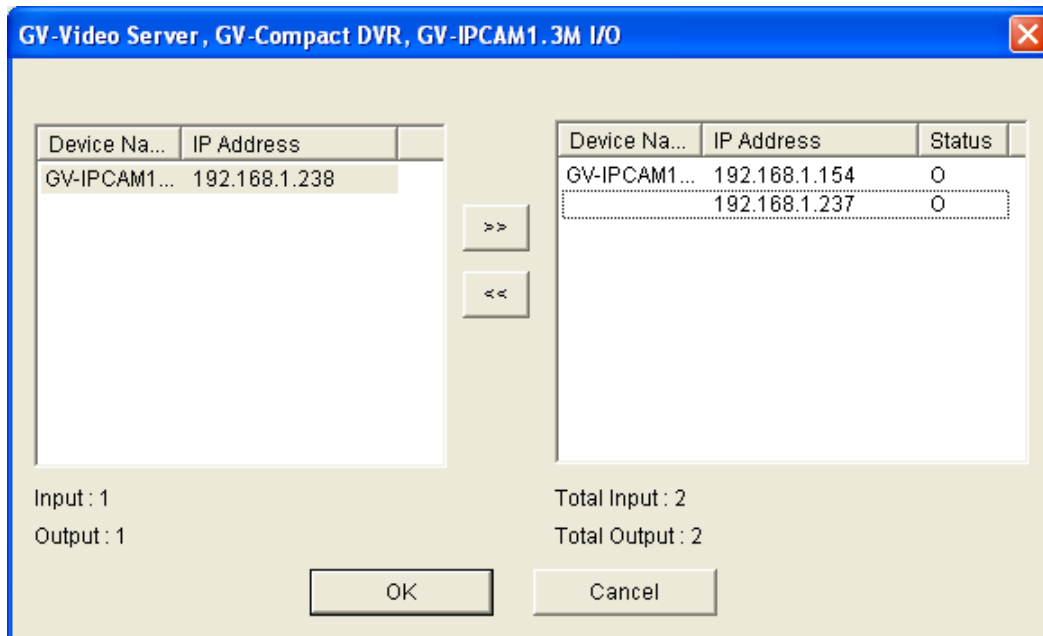 GV-Video Server, GV-Compact DVR, GV-IPCAM1.3M I/O
Device Na... IP Address
GV-IPCAM1... 192.168.1.238
>>
<<
Device Na... IP Address Status
GV-IPCAM1... 192.168.1.154 O
192.168.1.237 O
Input : 1
Output : 1
Total Input : 2
Total Output : 2
OK
Cancel